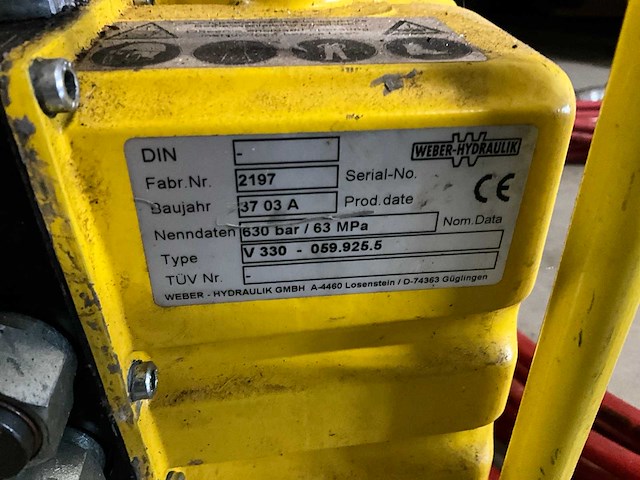 DIN - WEBER-HYDRAULIK
Fabr.Nr. 2197 Serial-No.
Baujahr 37 03 A Prod.date CE
Nenndaten 630 bar / 63 MPa Nom.Data
Type V 330 - 059.925.5
TÜV Nr. -
WEBER - HYDRAULIK GMBH A-4460 Losenstein / D-74363 Güglingen